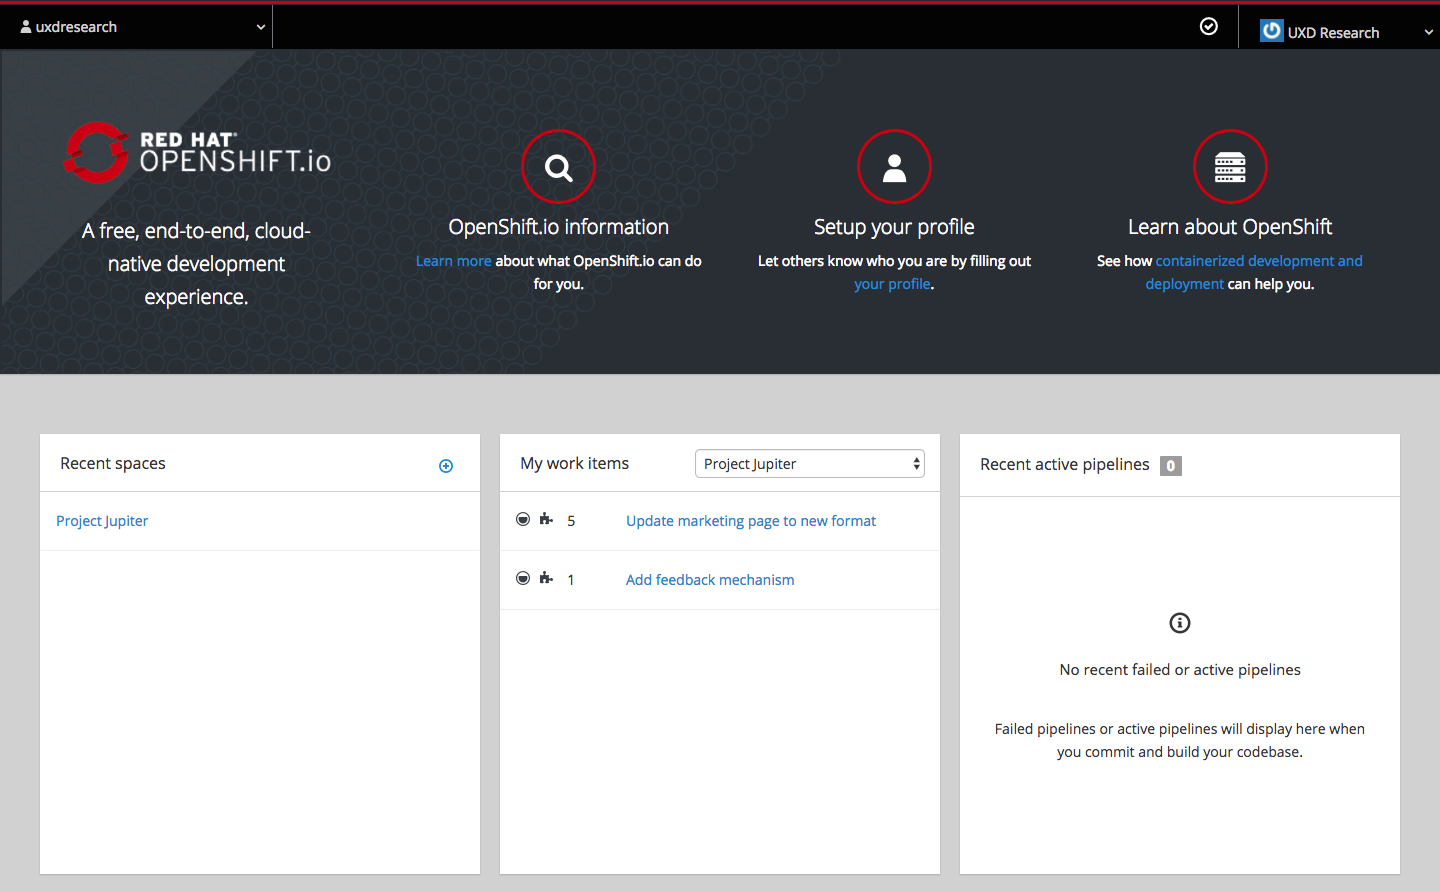 uxdresearch
UXD Research
RED HAT®
OPENSHIFT.io
A free, end-to-end, cloud-
native development
experience.
OpenShift.io information
Learn more about what OpenShift.io can do
for you.
Setup your profile
Let others know who you are by filling out
your profile.
Learn about OpenShift
See how containerized development and
deployment can help you.
Recent spaces
Project Jupiter
My work items
Project Jupiter
5 Update marketing page to new format
1 Add feedback mechanism
Recent active pipelines 0
No recent failed or active pipelines
Failed pipelines or active pipelines will display here when
you commit and build your codebase.